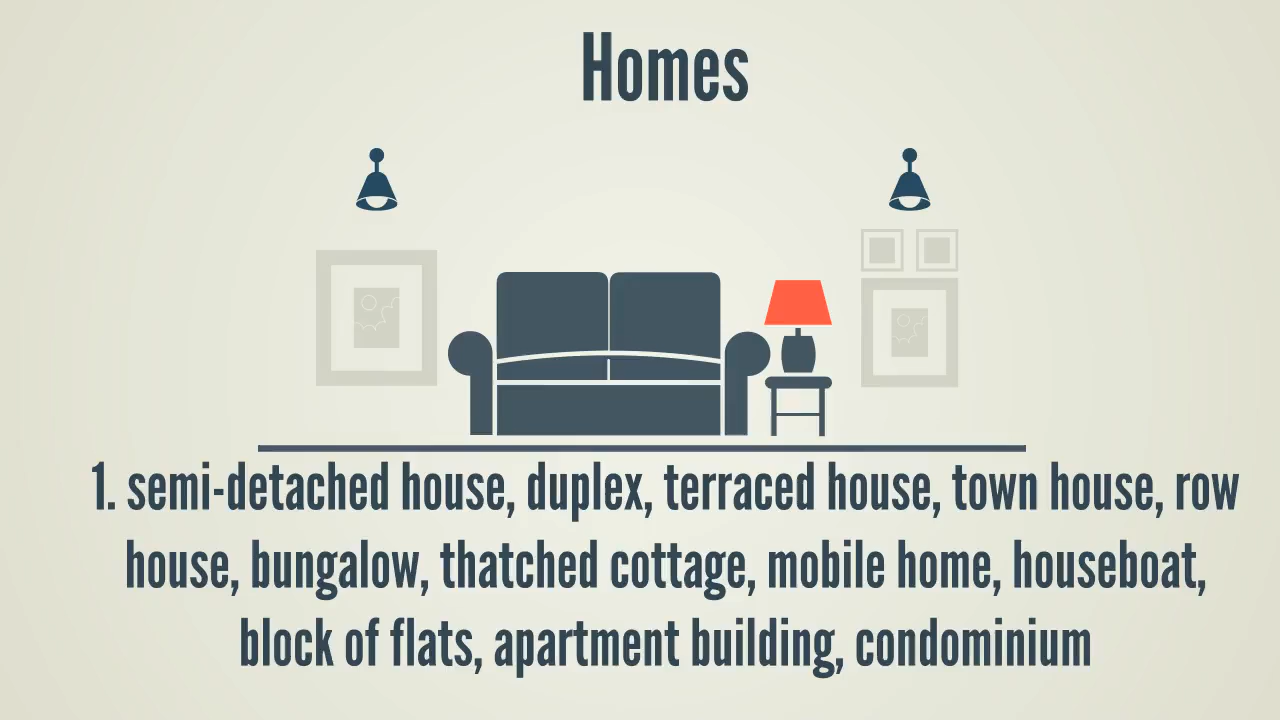 Homes
1. semi-detached house, duplex, terraced house, town house, row
house, bungalow, thatched cottage, mobile home, houseboat,
block of flats, apartment building, condominium